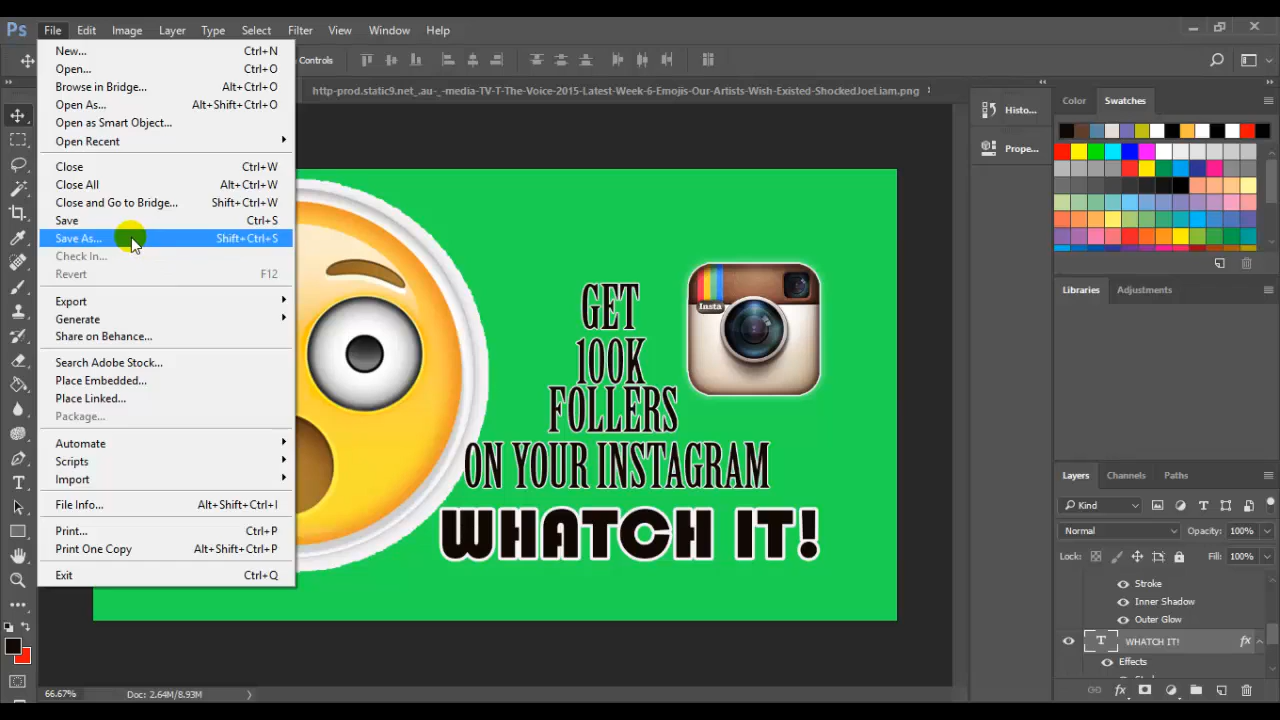 Ps File Edit Image Layer Type Select Filter View Window Help
Controls
http-prod.static9.net_.au-_-media-TV-T-The-Voice-2015-Latest-Week-6-Emojis-Our-Artists-Wish-Existed-ShockedJoeLiam.png
New... Ctrl+N
Open... Ctrl+O
Browse in Bridge... Alt+Ctrl+O
Open As... Alt+Shift+Ctrl+O
Open as Smart Object...
Open Recent
Close Ctrl+W
Close All Alt+Ctrl+W
Close and Go to Bridge... Shift+Ctrl+W
Save Ctrl+S
Save As... Shift+Ctrl+S
Check In...
Revert F12
Export
Generate
Share on Behance...
Search Adobe Stock...
Place Embedded...
Place Linked...
Package...
Automate
Scripts
Import
File Info... Alt+Shift+Ctrl+I
Print... Ctrl+P
Print One Copy Alt+Shift+Ctrl+P
Exit Ctrl+Q
GET
100K
FOLLERS
ON YOUR INSTAGRAM
WHATCH IT!
Insta
Histo...
Prope...
Color Swatches
Libraries Adjustments
Layers Channels Paths
Kind
Normal Opacity: 100%
Lock: Fill: 100%
Stroke
Inner Shadow
Outer Glow
T WHATCH IT! fx
Effects
fx
66.67% Doc: 2.64M/8.93M